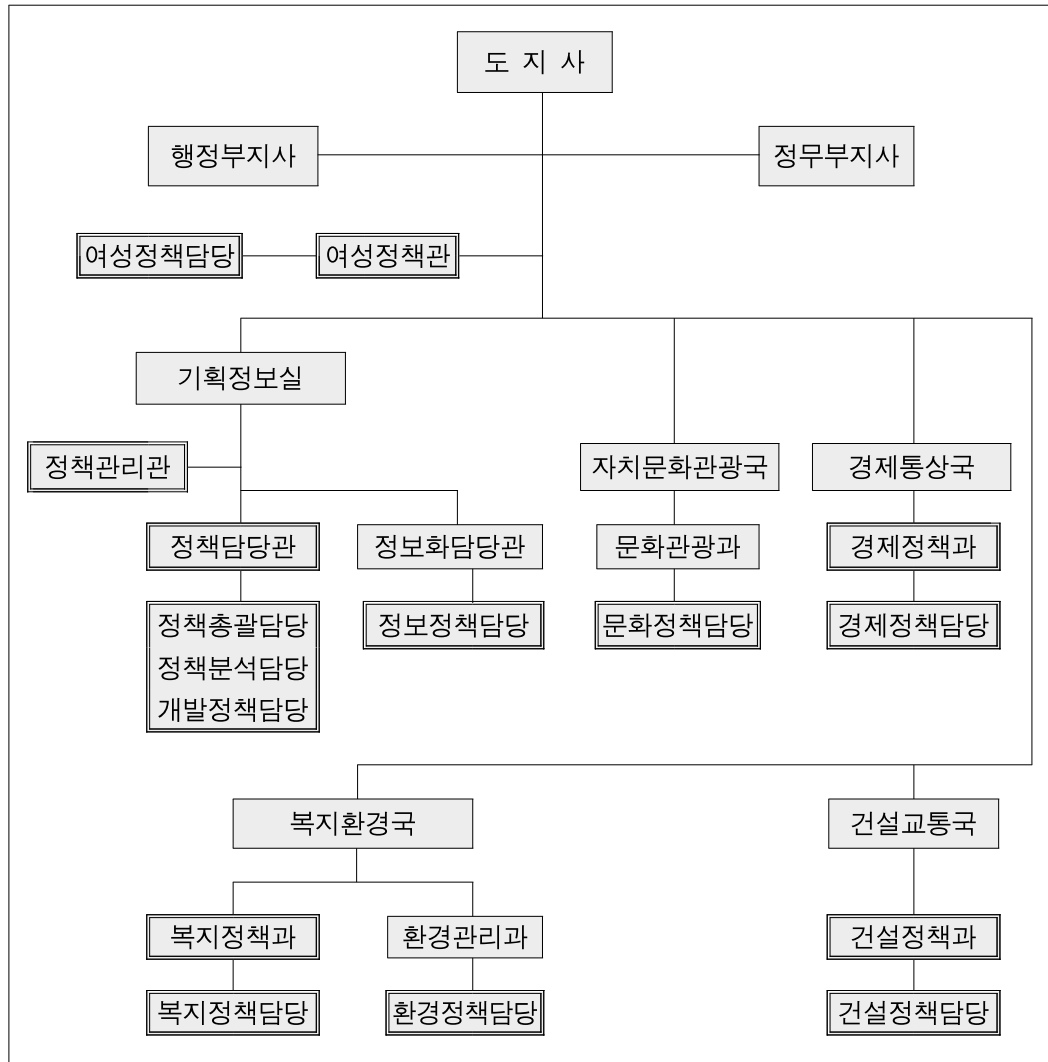 도 지 사
행정부지사
정무부지사
여성정책담당
여성정책관
기획정보실
정책관리관
자치문화관광국
경제통상국
정책담당관
정보화담당관
문화관광과
경제정책과
정책총괄담당
정책분석담당
개발정책담당
정보정책담당
문화정책담당
경제정책담당
복지환경국
건설교통국
복지정책과
환경관리과
건설정책과
복지정책담당
환경정책담당
건설정책담당